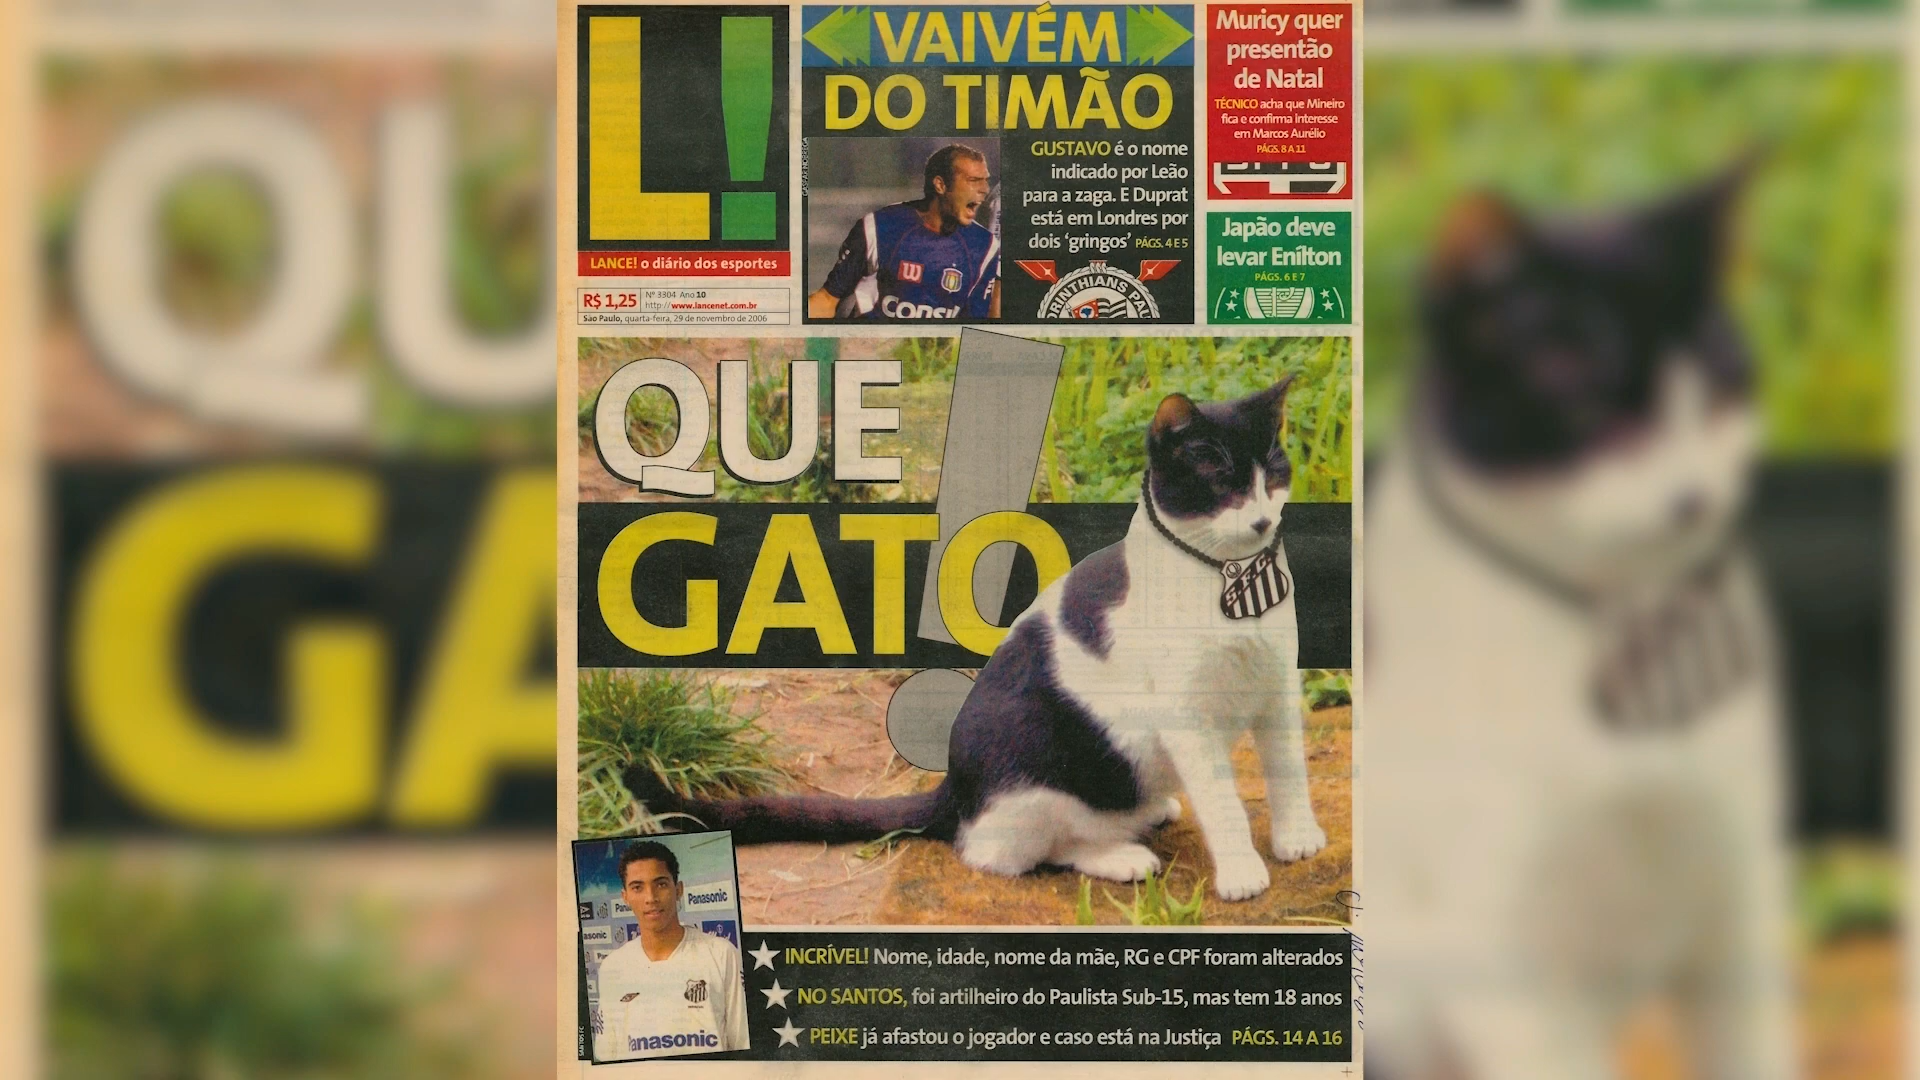 L!
LANCE! o diário dos esportes
R$ 1,25
Nº 3304 Ano 10
http://www.lancenet.com.br
São Paulo, quarta-feira, 29 de novembro de 2006
VAIVÉM
DO TIMÃO
GUSTAVO é o nome
indicado por Leão
para a zaga. E Duprat
está em Londres por
dois ‘gringos’ PÁGS. 4 E 5
Muricy quer
presentão
de Natal
TÉCNICO acha que Mineiro
fica e confirma interesse
em Marcos Aurélio
PÁGS. 8 A 11
Japão deve
levar Enílton
PÁGS. 6 E 7
QUE
GATO!
S.F.C.
Panasonic
Panasonic
INCRÍVEL! Nome, idade, nome da mãe, RG e CPF foram alterados
NO SANTOS, foi artilheiro do Paulista Sub-15, mas tem 18 anos
PEIXE já afastou o jogador e caso está na Justiça PÁGS. 14 A 16